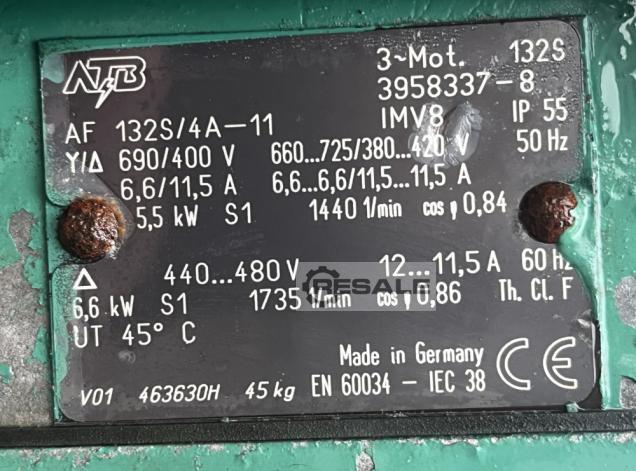 ATB
3~Mot. 132S
3958337-8
AF 132S/4A-11 IMV8 IP 55
Y/Δ 690/400 V 660...725/380...420 V 50 Hz
6,6/11,5 A 6,6...6,6/11,5...11,5 A
5,5 kW S1 1440 1/min cos φ 0,84
Δ 440...480 V 12...11,5 A 60 Hz
6,6 kW S1 1735 1/min cos φ 0,86 Th. Cl. F
UT 45° C
RESALE
Made in Germany CE
V01 463630H 45 kg EN 60034 - IEC 38